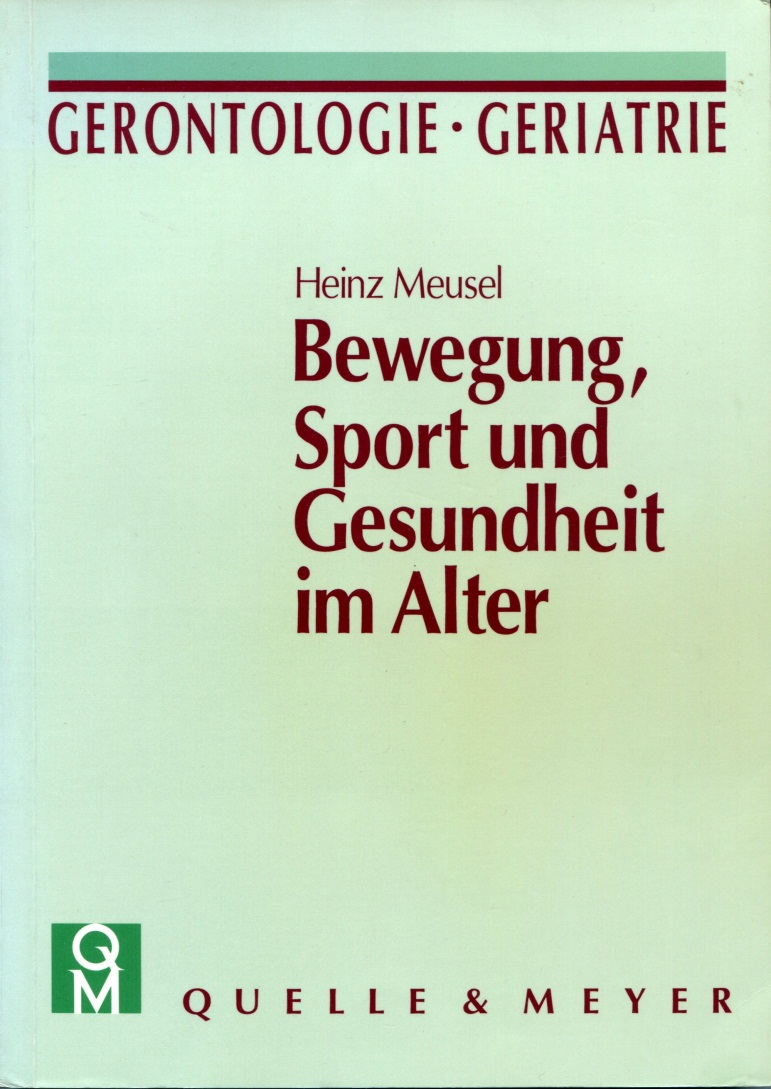 GERONTOLOGIE · GERIATRIE
Heinz Meusel
Bewegung,
Sport und
Gesundheit
im Alter
QM
QUELLE & MEYER